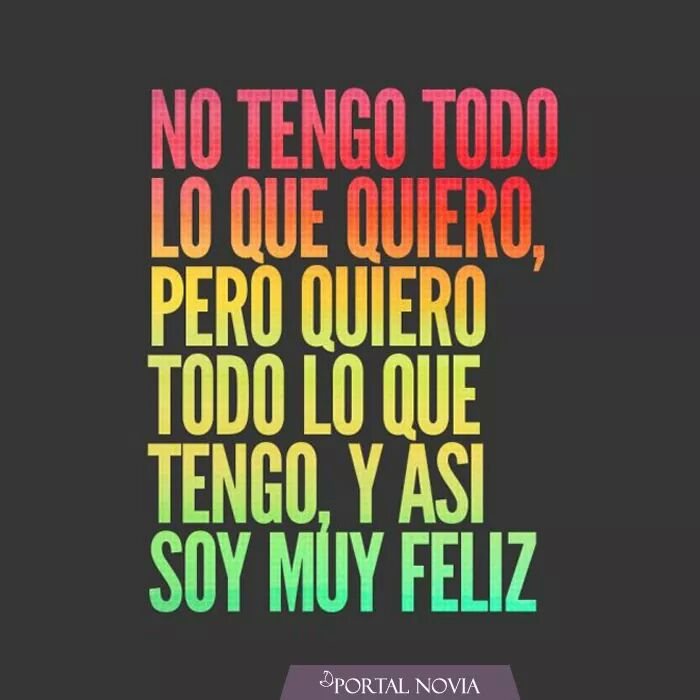 NO TENGO TODO
LO QUE QUIERO,
PERO QUIERO
TODO LO QUE
TENGO, Y ASI
SOY MUY FELIZ
PORTAL NOVIA